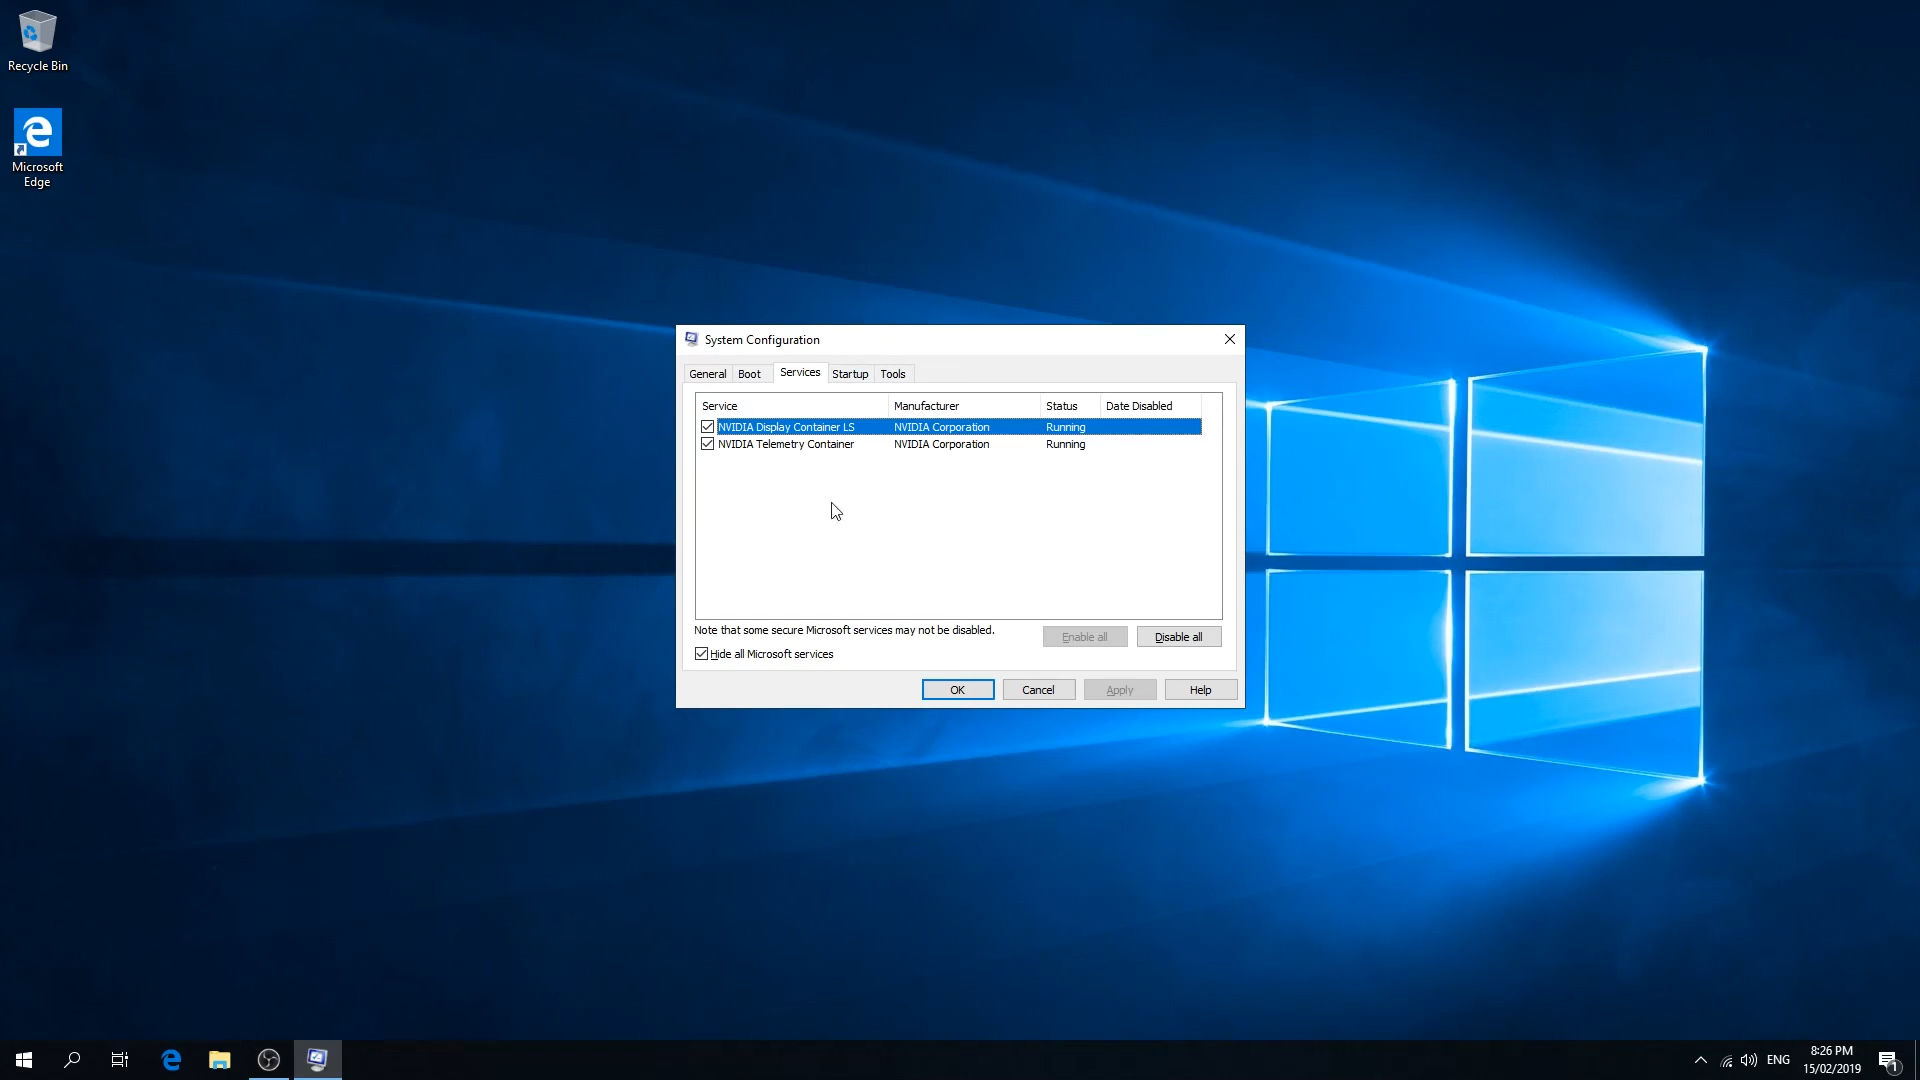 Recycle Bin
Microsoft
Edge
System Configuration
General Boot Services Startup Tools
Service Manufacturer Status Date Disabled
NVIDIA Display Container LS NVIDIA Corporation Running
NVIDIA Telemetry Container NVIDIA Corporation Running
Note that some secure Microsoft services may not be disabled.
Enable all Disable all
Hide all Microsoft services
OK Cancel Apply Help
ENG
8:26 PM
15/02/2019
1